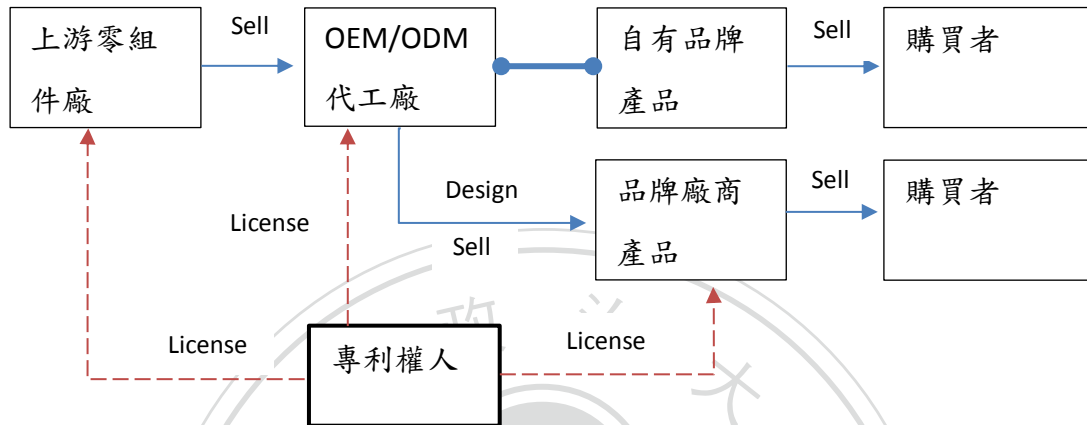 上游零組
件廠
Sell
OEM/ODM
代工廠
自有品牌
產品
Sell
購買者
License
Design
Sell
品牌廠商
產品
Sell
購買者
License
專利權人
License
政
大